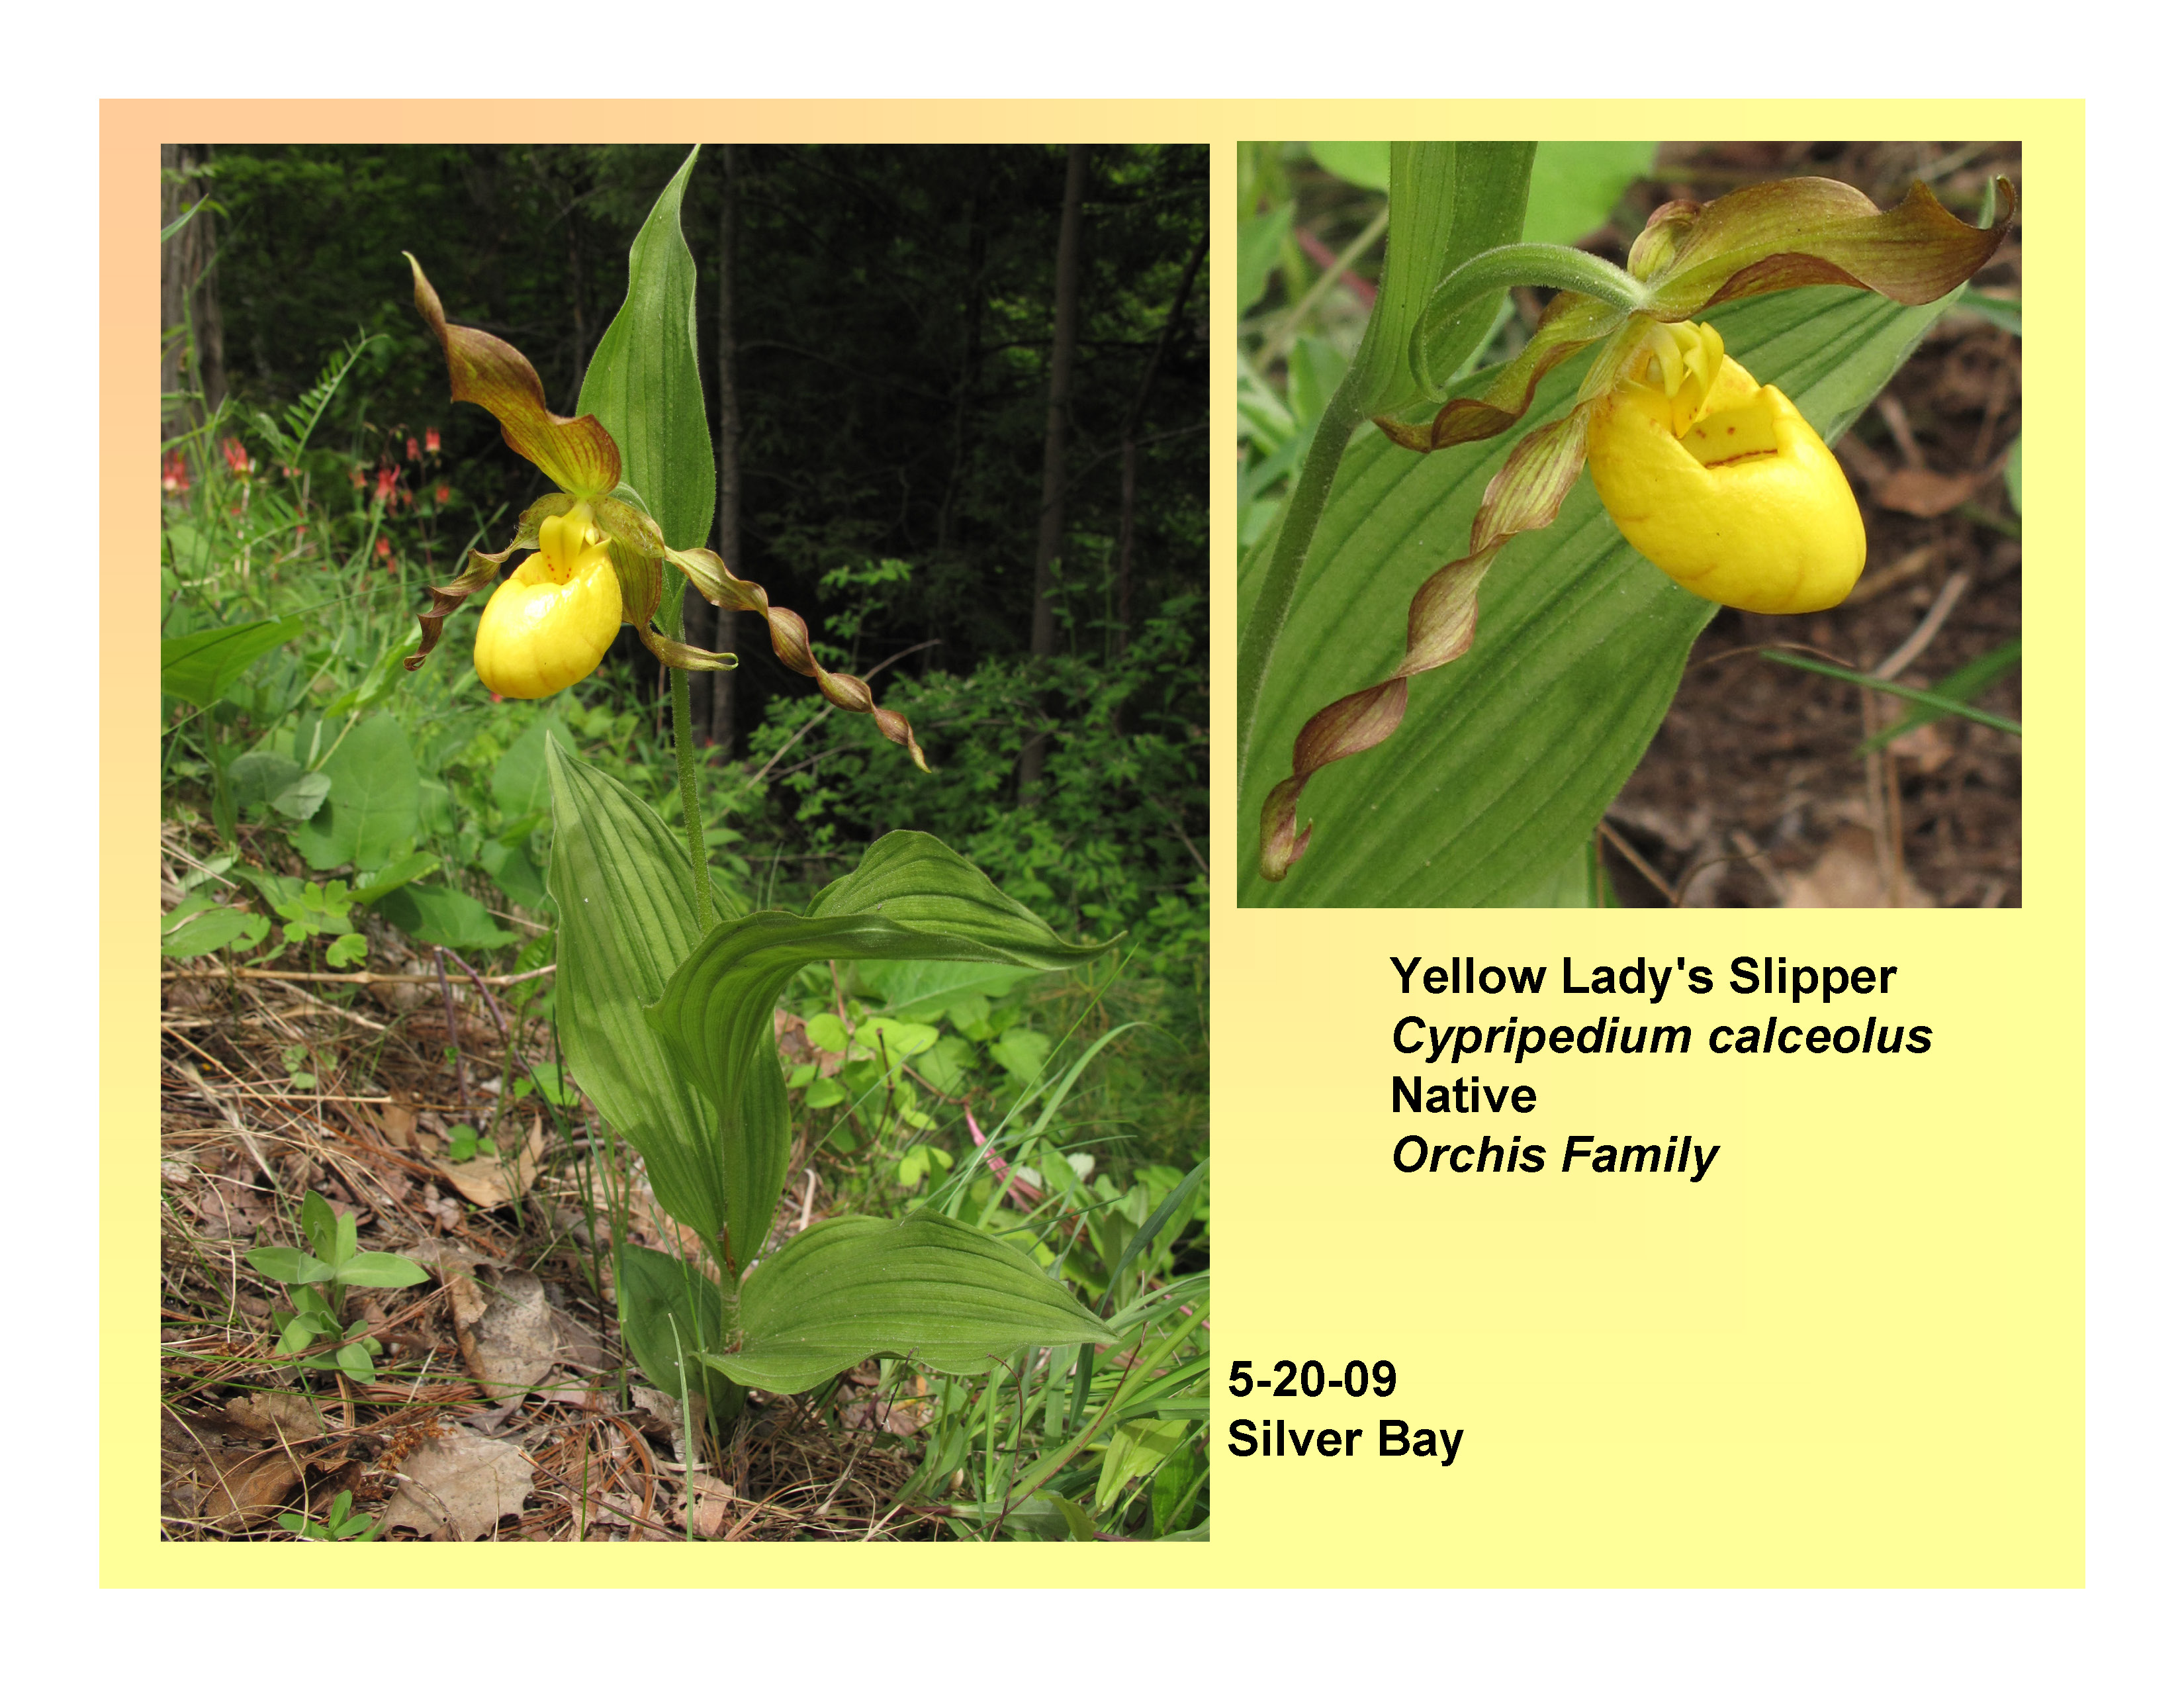 Yellow Lady's Slipper
Cypripedium calceolus
Native
Orchis Family
5-20-09
Silver Bay